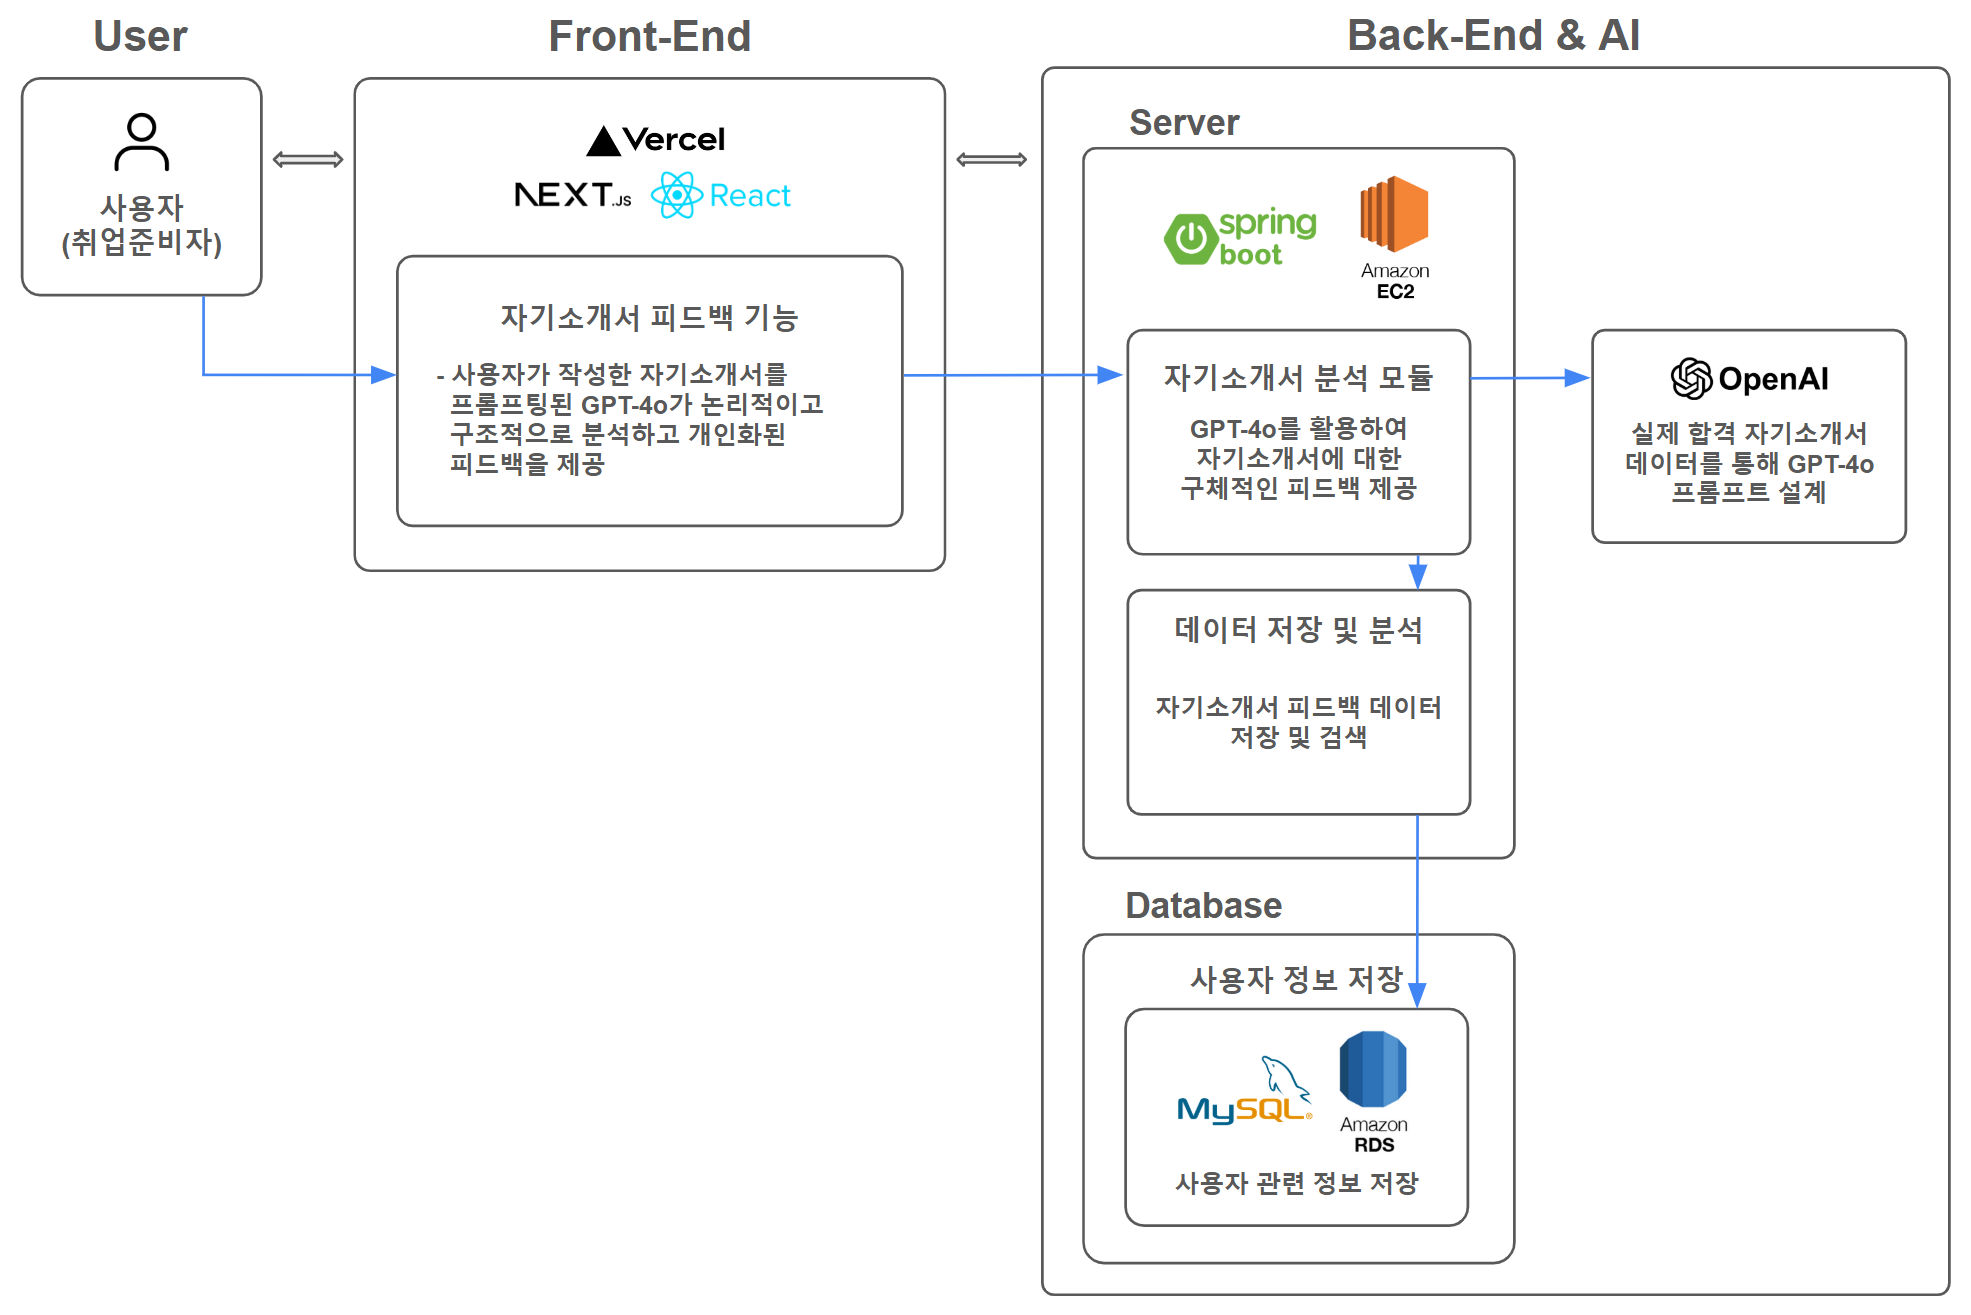 User
사용자
(취업준비자)
Front-End
Vercel
NEXT.JS
React
자기소개서 피드백 기능
- 사용자가 작성한 자기소개서를
프롬프팅된 GPT-4o가 논리적이고
구조적으로 분석하고 개인화된
피드백을 제공
Back-End & AI
Server
spring
boot
Amazon
EC2
자기소개서 분석 모듈
GPT-4o를 활용하여
자기소개서에 대한
구체적인 피드백 제공
OpenAI
실제 합격 자기소개서
데이터를 통해 GPT-4o
프롬프트 설계
데이터 저장 및 분석
자기소개서 피드백 데이터
저장 및 검색
Database
사용자 정보 저장
MySQL®
Amazon
RDS
사용자 관련 정보 저장